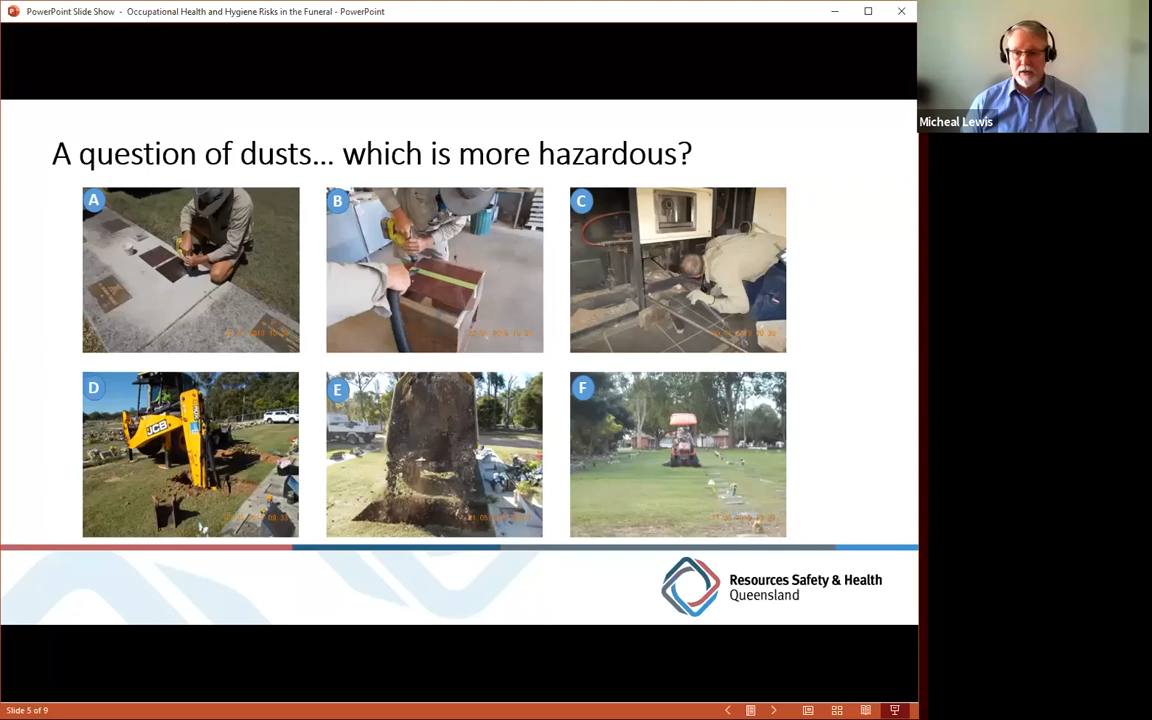 PowerPoint Slide Show - Occupational Health and Hygiene Risks in the Funeral - PowerPoint
Micheal Lewis
A question of dusts... which is more hazardous?
A
B
C
D
JCB
E
F
Resources Safety & Health
Queensland
Slide 5 of 9